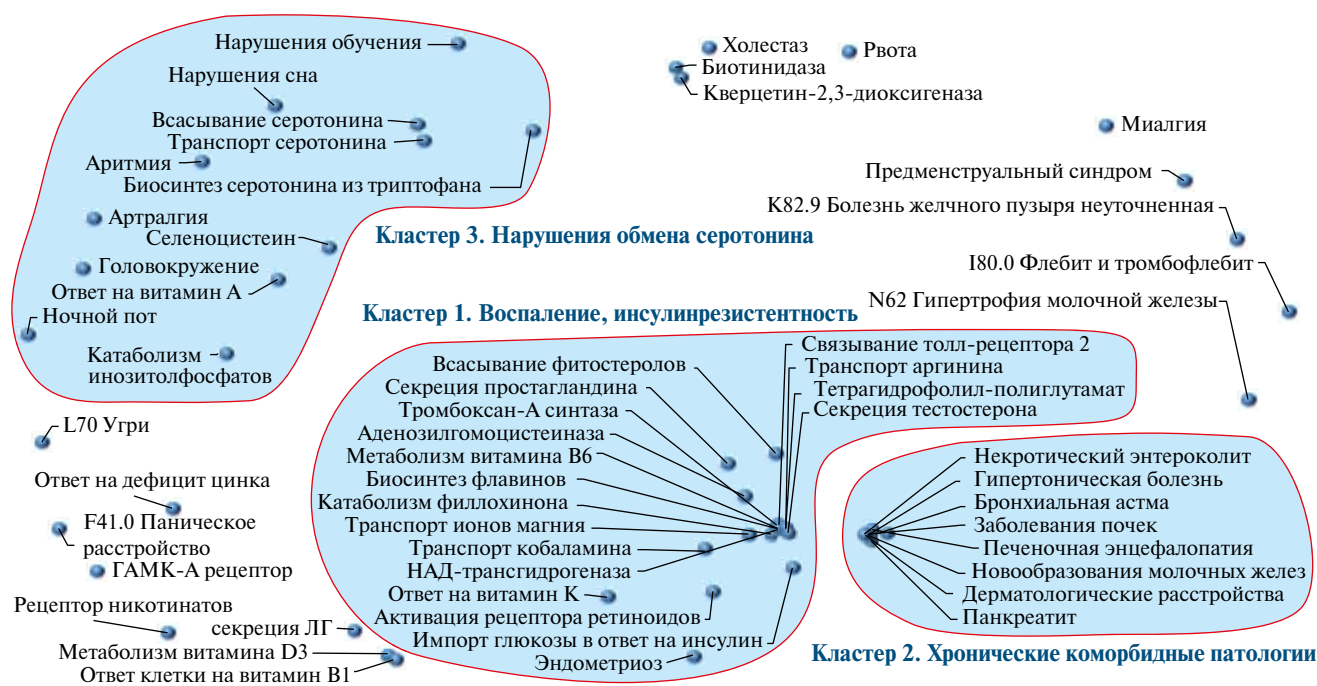 Нарушения обучения
Нарушения сна
Всасывание серотонина
Транспорт серотонина
Аритмия
Биосинтез серотонина из триптофана
Артралгия
Селеноцистеин
Головокружение
Ответ на витамин А
Ночной пот
Катаболизм
инозитолфосфатов
Кластер 3. Нарушения обмена серотонина
Холестаз
Рвота
Биотинидаза
Кверцетин-2,3-диоксигеназа
Миалгия
Предменструальный синдром
K82.9 Болезнь желчного пузыря неуточненная
I80.0 Флебит и тромбофлебит
N62 Гипертрофия молочной железы
Кластер 1. Воспаление, инсулинрезистентность
Всасывание фитостеролов
Секреция простагландина
Тромбоксан-А синтаза
Аденозилгомоцистеиназа
Метаболизм витамина В6
Биосинтез флавинов
Катаболизм филлохинона
Транспорт ионов магния
Транспорт кобаламина
НАД-трансгидрогеназа
Ответ на витамин К
Активация рецептора ретиноидов
Импорт глюкозы в ответ на инсулин
Эндометриоз
Связывание толл-рецептора 2
Транспорт аргинина
Тетрагидрофолил-полиглутамат
Секреция тестостерона
Некротический энтероколит
Гипертоническая болезнь
Бронхиальная астма
Заболевания почек
Печеночная энцефалопатия
Новообразования молочных желез
Дерматологические расстройства
Панкреатит
Кластер 2. Хронические коморбидные патологии
L70 Угри
Ответ на дефицит цинка
F41.0 Паническое
расстройство
ГАМК-А рецептор
Рецептор никотинатов
секреция ЛГ
Метаболизм витамина D3
Ответ клетки на витамин В1